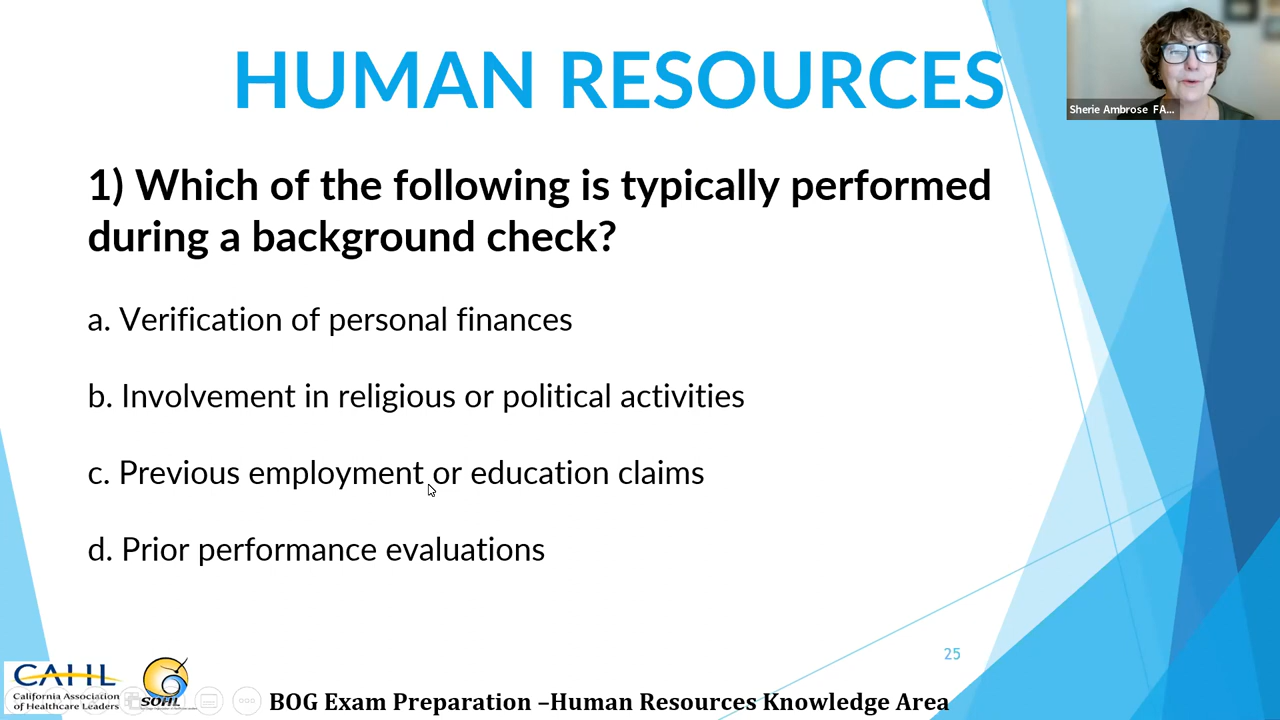 HUMAN RESOURCES
Sherie Ambrose FA...
1) Which of the following is typically performed
during a background check?
a. Verification of personal finances
b. Involvement in religious or political activities
c. Previous employment or education claims
d. Prior performance evaluations
25
CAHL
California Association
of Healthcare Leaders
SOHL
BOG Exam Preparation –Human Resources Knowledge Area